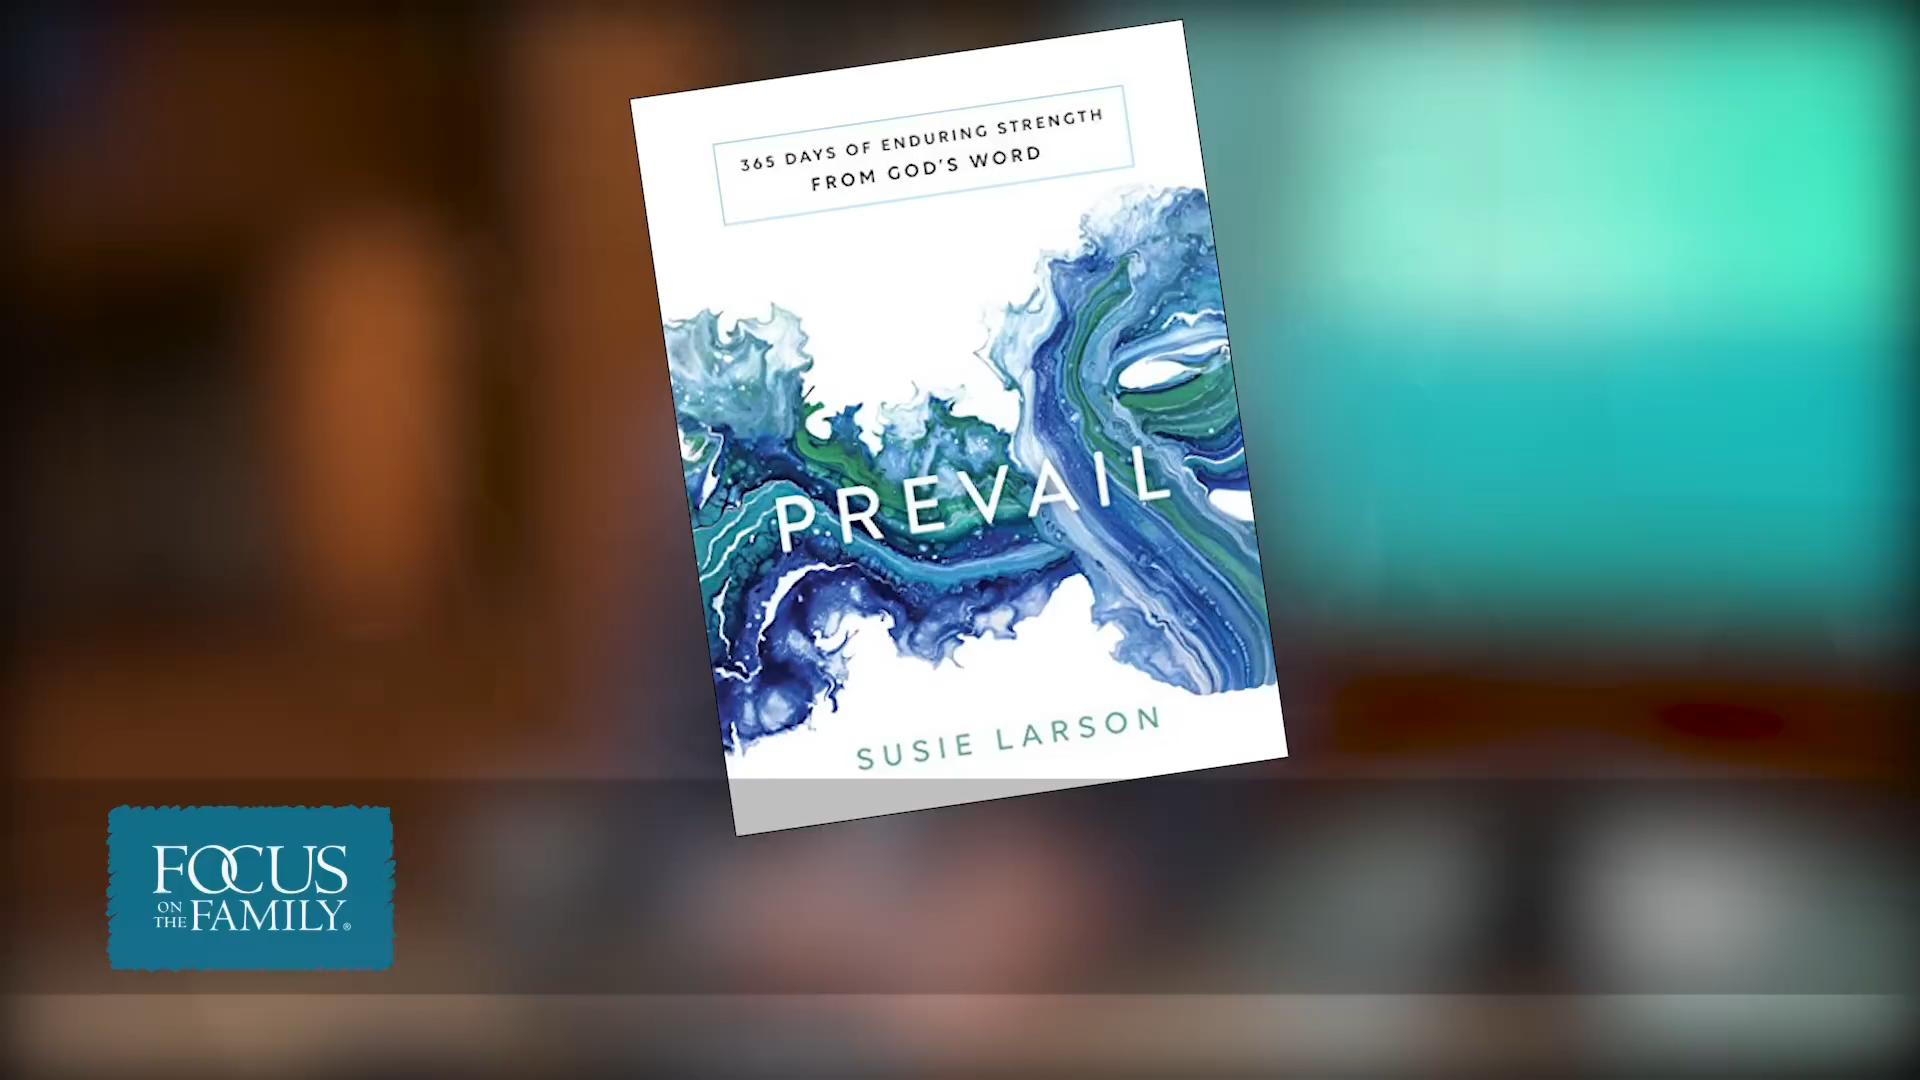 365 DAYS OF ENDURING STRENGTH
FROM GOD'S WORD
PREVAIL
SUSIE LARSON
FOCUS
ON THE FAMILY®